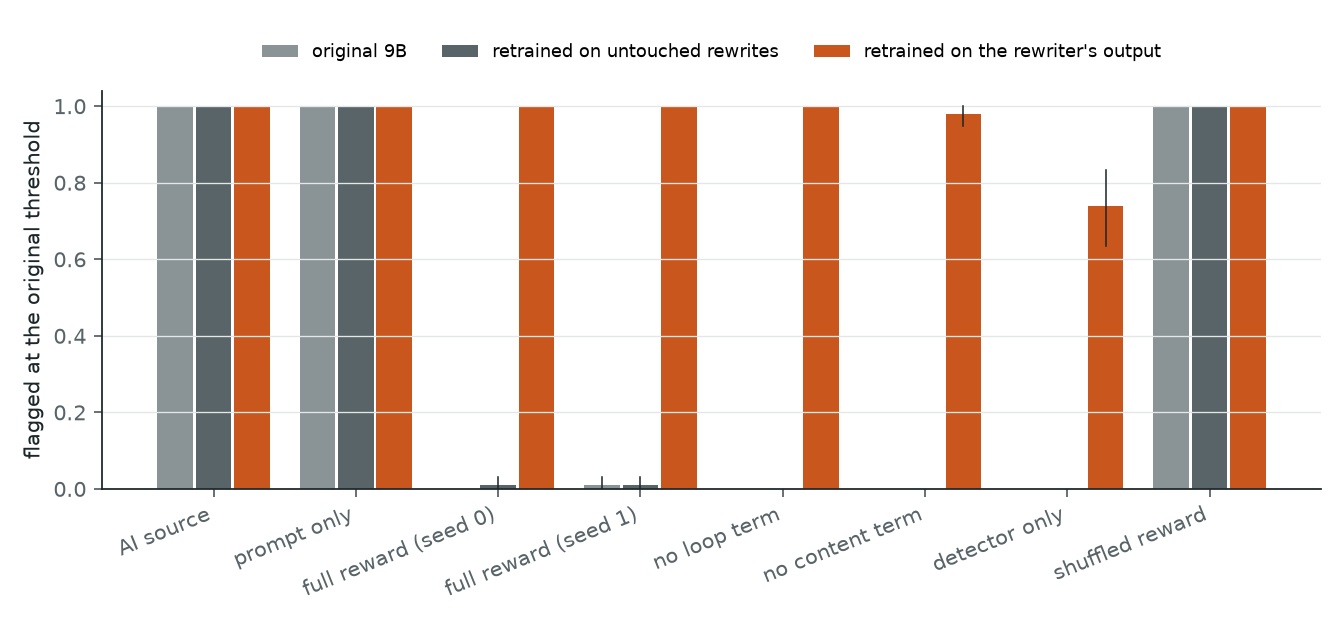 original 9B
retrained on untouched rewrites
retrained on the rewriter's output
flagged at the original threshold
1.0
0.8
0.6
0.4
0.2
0.0
AI source
prompt only
full reward (seed 0)
full reward (seed 1)
no loop term
no content term
detector only
shuffled reward